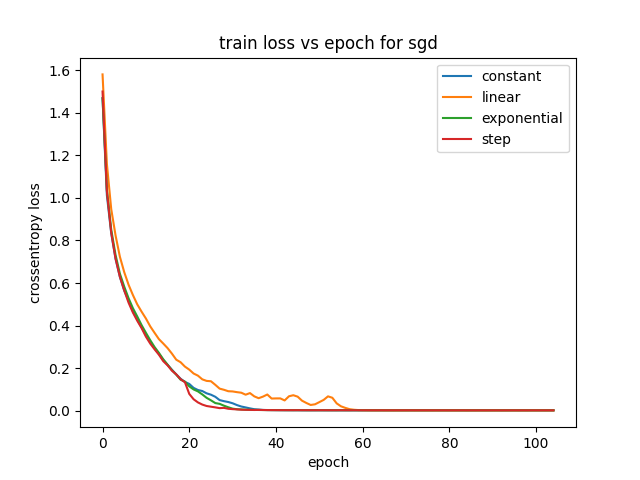 train loss vs epoch for sgd
crossentropy loss
1.6
1.4
1.2
1.0
0.8
0.6
0.4
0.2
0.0
constant
linear
exponential
step
0 20 40 60 80 100
epoch